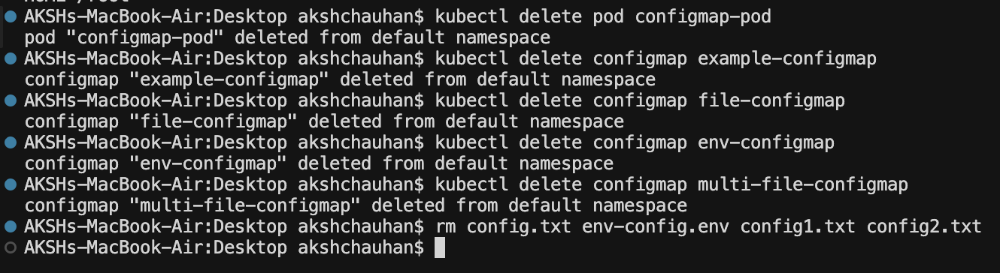 AKSHs-MacBook-Air:Desktop akshchauhan$ kubectl delete pod configmap-pod
pod "configmap-pod" deleted from default namespace
AKSHs-MacBook-Air:Desktop akshchauhan$ kubectl delete configmap example-configmap
configmap "example-configmap" deleted from default namespace
AKSHs-MacBook-Air:Desktop akshchauhan$ kubectl delete configmap file-configmap
configmap "file-configmap" deleted from default namespace
AKSHs-MacBook-Air:Desktop akshchauhan$ kubectl delete configmap env-configmap
configmap "env-configmap" deleted from default namespace
AKSHs-MacBook-Air:Desktop akshchauhan$ kubectl delete configmap multi-file-configmap
configmap "multi-file-configmap" deleted from default namespace
AKSHs-MacBook-Air:Desktop akshchauhan$ rm config.txt env-config.env config1.txt config2.txt
AKSHs-MacBook-Air:Desktop akshchauhan$